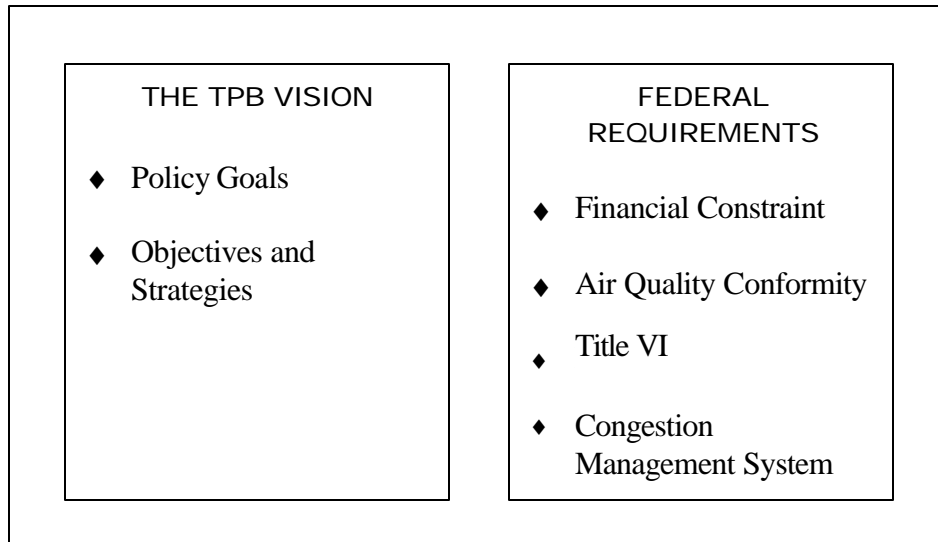 THE TPB VISION
♦ Policy Goals
♦ Objectives and
Strategies
FEDERAL
REQUIREMENTS
♦ Financial Constraint
♦ Air Quality Conformity
♦ Title VI
♦ Congestion
Management System